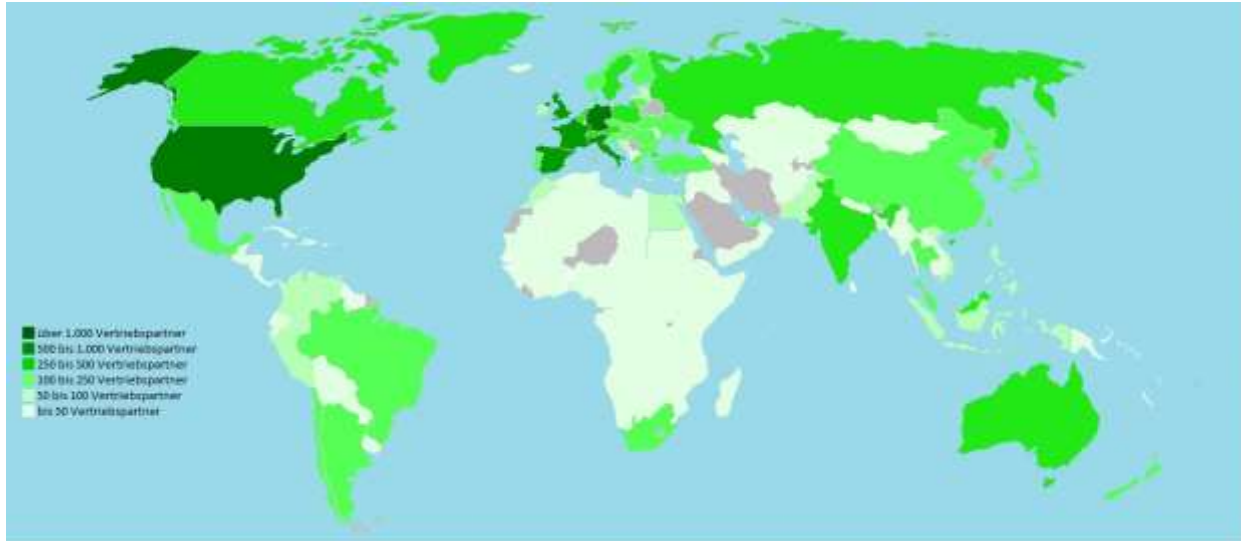 über 1.000 Vertriebspartner
500 bis 1.000 Vertriebspartner
250 bis 500 Vertriebspartner
100 bis 250 Vertriebspartner
50 bis 100 Vertriebspartner
bis 50 Vertriebspartner